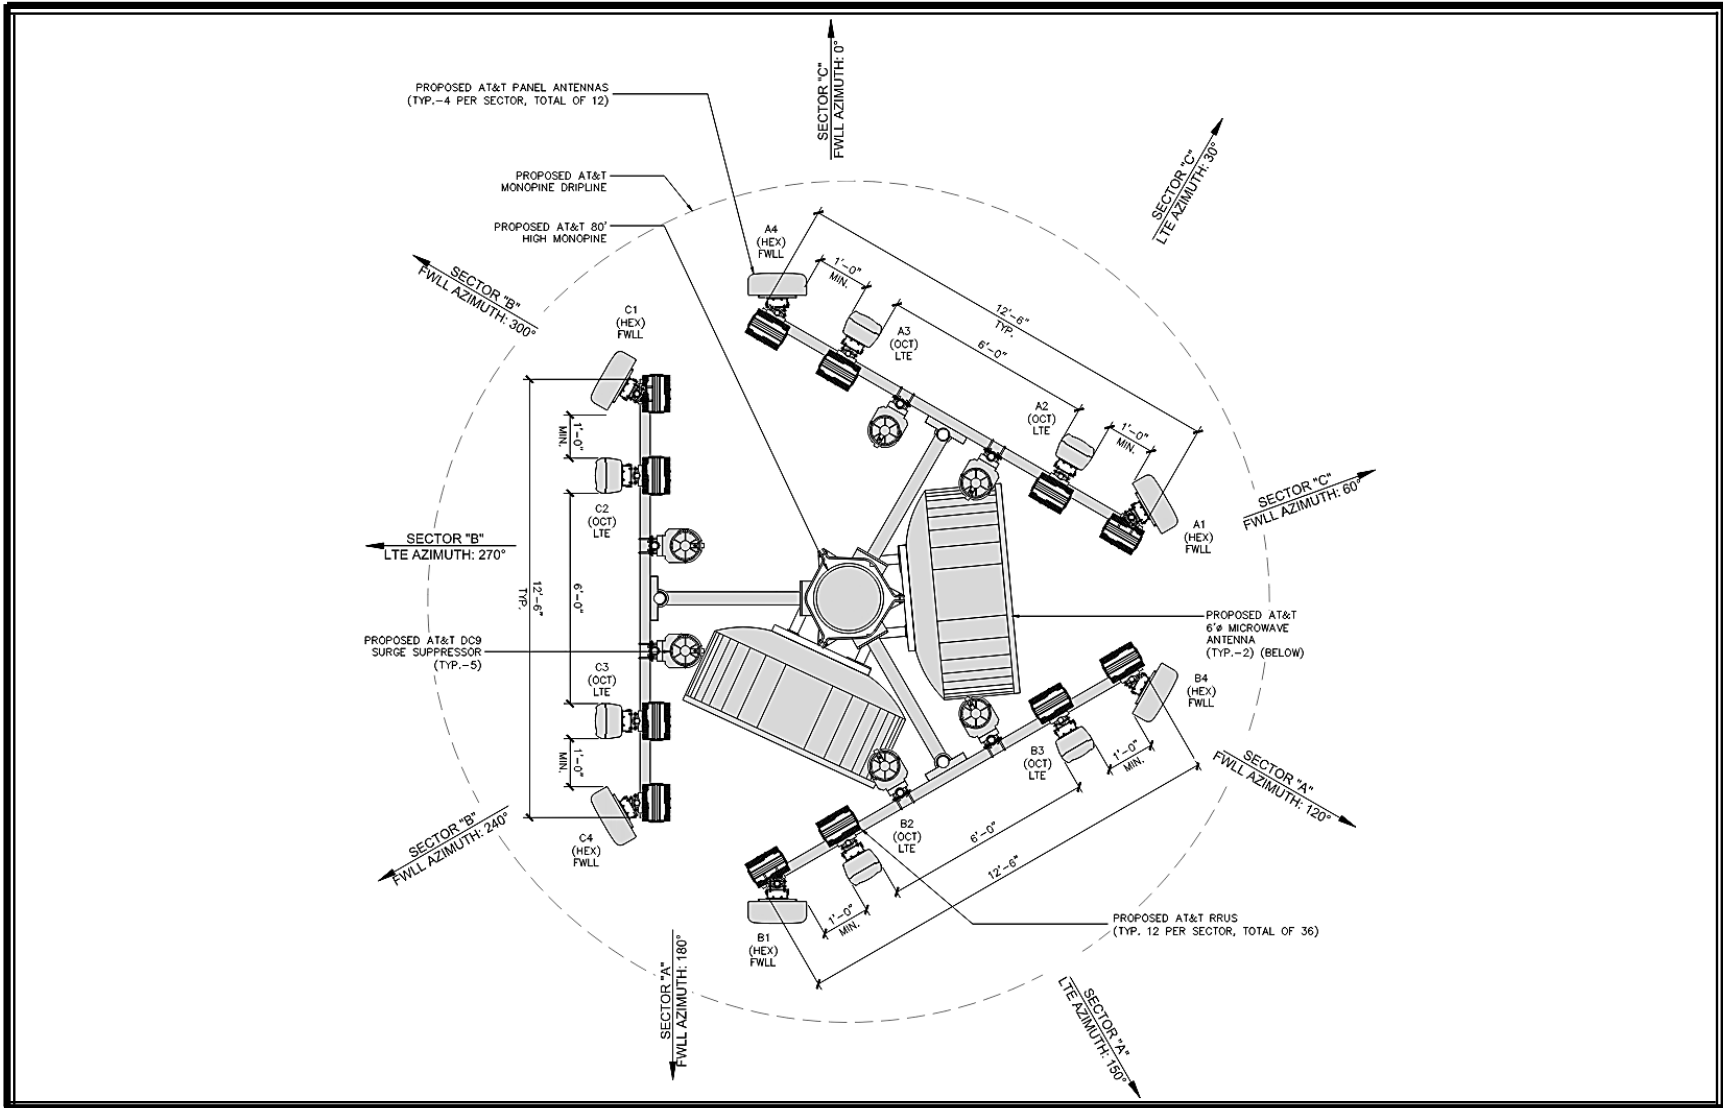 SECTOR "C"
FWLL AZIMUTH: 0°
PROPOSED AT&T PANEL ANTENNAS
(TYP.-4 PER SECTOR, TOTAL OF 12)
SECTOR "C"
LTE AZIMUTH: 30°
PROPOSED AT&T
MONOPINE DRIPLINE
PROPOSED AT&T 80'
HIGH MONOPINE
A4
(HEX)
FWLL
1'-0"
MIN.
12'-6"
TYP.
6'-0"
A3
(OCT)
LTE
A2
(OCT)
LTE
1'-0"
MIN.
A1
(HEX)
FWLL
SECTOR "B"
FWLL AZIMUTH: 300°
C1
(HEX)
FWLL
1'-0"
MIN.
C2
(OCT)
LTE
SECTOR "C"
FWLL AZIMUTH: 60°
SECTOR "B"
LTE AZIMUTH: 270°
12'-6"
TYP.
6'-0"
PROPOSED AT&T DC9
SURGE SUPPRESSOR
(TYP.-5)
C3
(OCT)
LTE
1'-0"
MIN.
C4
(HEX)
FWLL
PROPOSED AT&T
6'ø MICROWAVE
ANTENNA
(TYP.-2) (BELOW)
B4
(HEX)
FWLL
B3
(OCT)
LTE
1'-0"
MIN.
SECTOR "A"
FWLL AZIMUTH: 120°
SECTOR "B"
FWLL AZIMUTH: 240°
B2
(OCT)
LTE
6'-0"
12'-6"
1'-0"
MIN.
B1
(HEX)
FWLL
PROPOSED AT&T RRUS
(TYP. 12 PER SECTOR, TOTAL OF 36)
SECTOR "A"
FWLL AZIMUTH: 180°
SECTOR "A"
LTE AZIMUTH: 150°